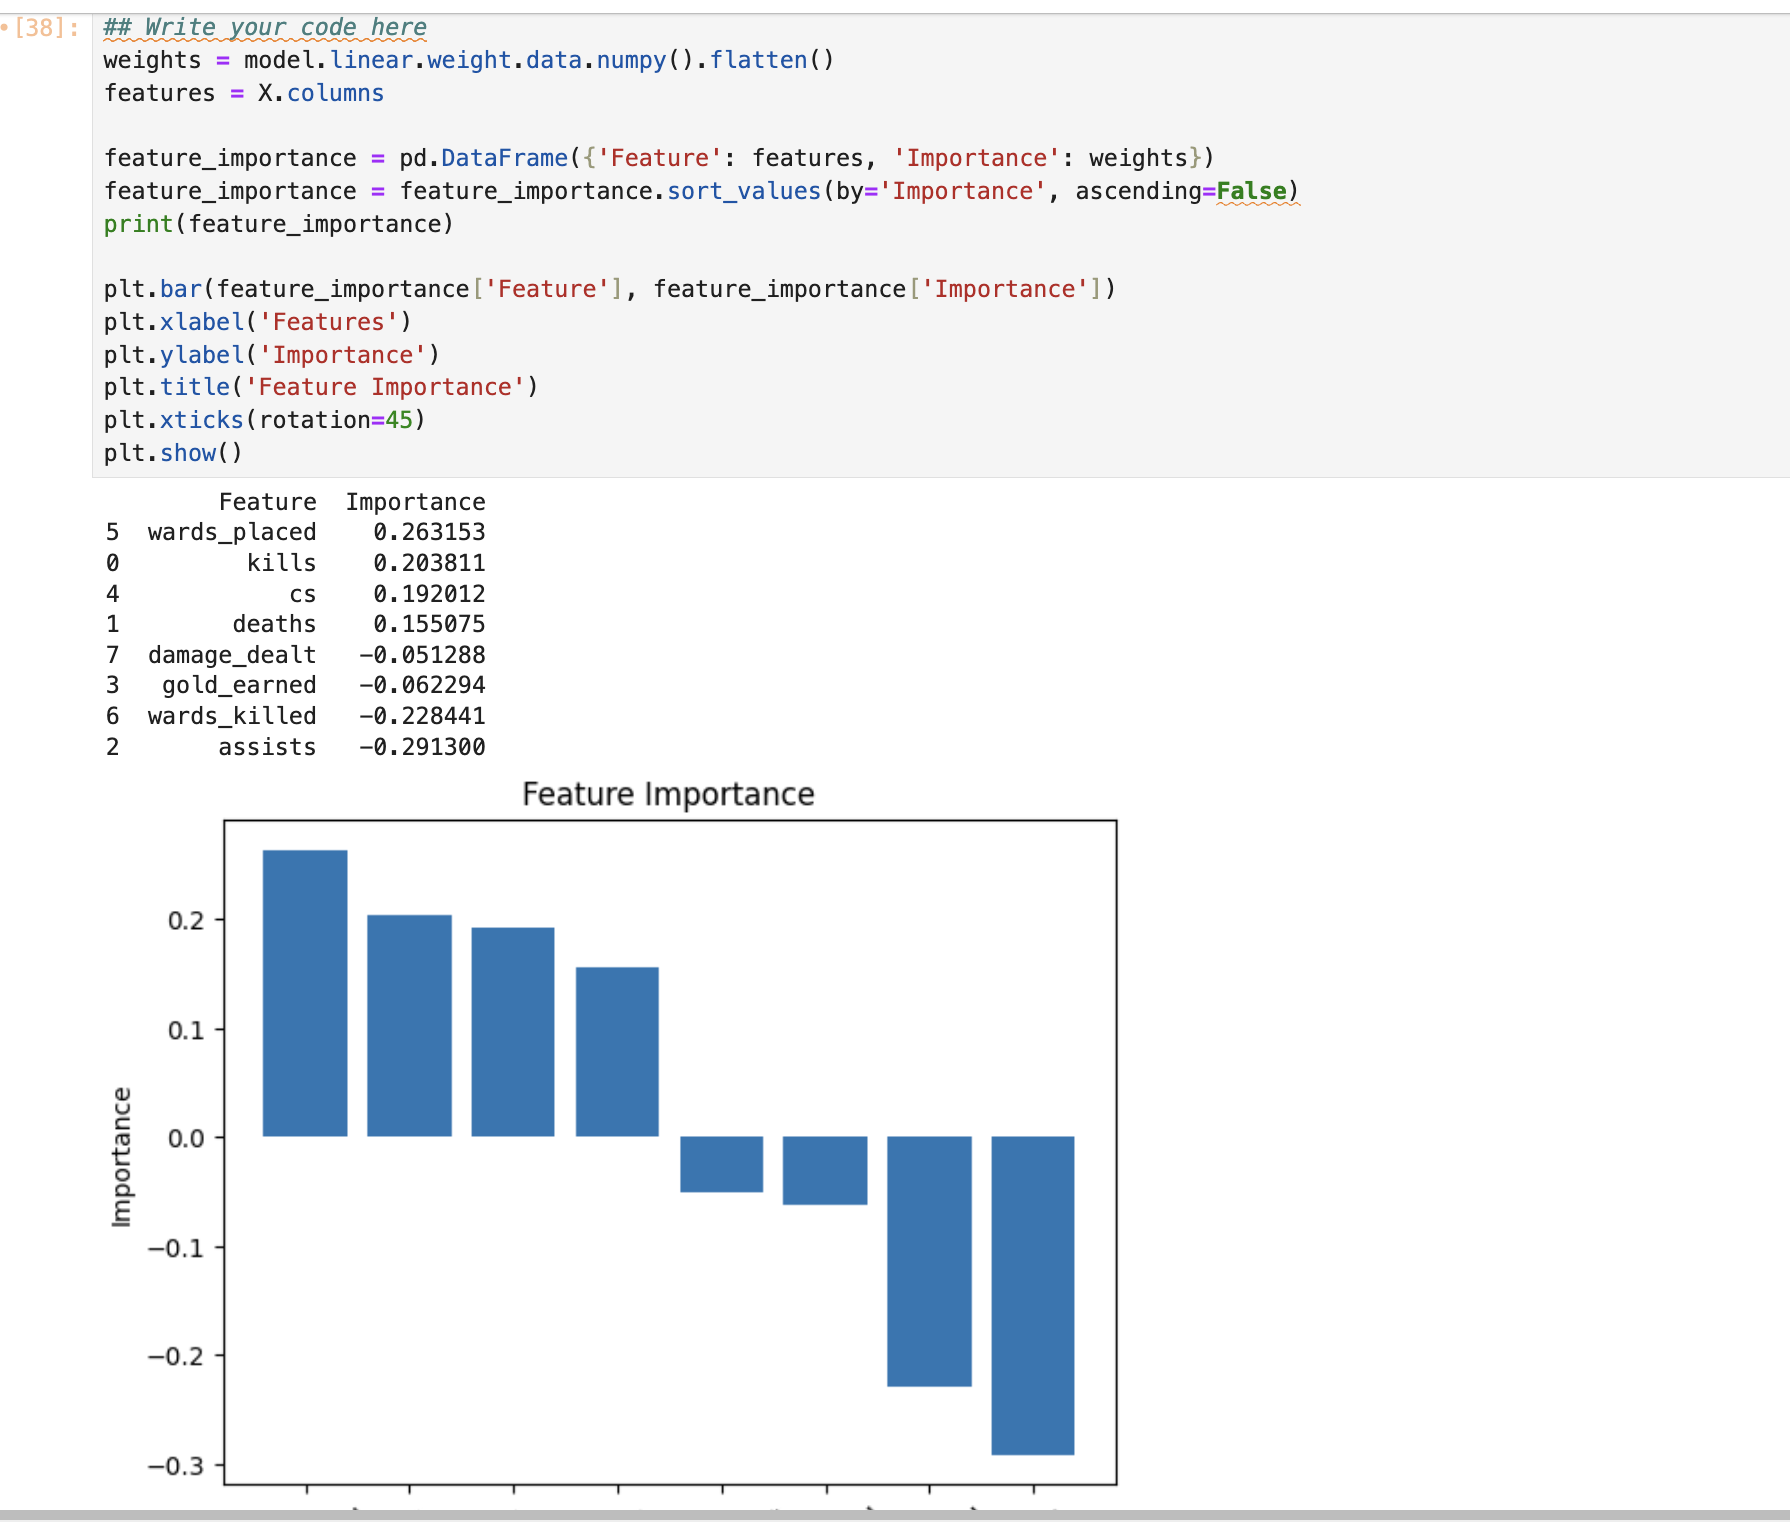 [38]:
## Write your code here
weights = model.linear.weight.data.numpy().flatten()
features = X.columns
feature_importance = pd.DataFrame({'Feature': features, 'Importance': weights})
feature_importance = feature_importance.sort_values(by='Importance', ascending=False)
print(feature_importance)
plt.bar(feature_importance['Feature'], feature_importance['Importance'])
plt.xlabel('Features')
plt.ylabel('Importance')
plt.title('Feature Importance')
plt.xticks(rotation=45)
plt.show()
Feature Importance
5 wards_placed 0.263153
0 kills 0.203811
4 cs 0.192012
1 deaths 0.155075
7 damage_dealt −0.051288
3 gold_earned −0.062294
6 wards_killed −0.228441
2 assists −0.291300
Feature Importance
0.2
0.1
0.0
−0.1
−0.2
−0.3
Importance